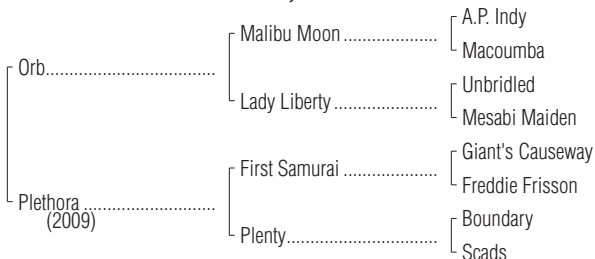 A.P. Indy
Malibu Moon ....................
Macoumba
Orb....................................
Unbridled
Lady Liberty ......................
Mesabi Maiden
Giant's Causeway
First Samurai ....................
Freddie Frisson
Plethora ............................
(2009)
Boundary
Plenty................................
Scads